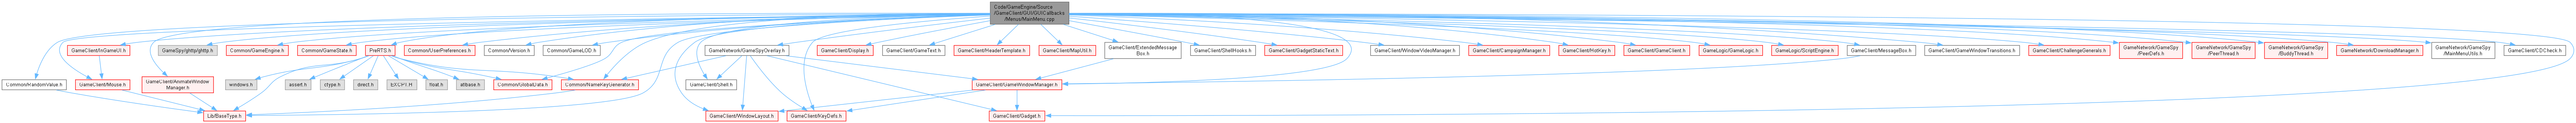 Code/GameEngine/Source
/GameClient/GUI/GUICallbacks
/Menus/MainMenu.cpp
GameClient/InGameUI.h
GameSpy/ghttp/ghttp.h
Common/GameEngine.h
Common/GameState.h
PreRTS.h
Common/UserPreferences.h
Common/Version.h
Common/GameLOD.h
GameNetwork/GameSpyOverlay.h
GameClient/Display.h
GameClient/GameText.h
GameClient/HeaderTemplate.h
GameClient/MapUtil.h
GameClient/ExtendedMessage
Box.h
GameClient/ShellHooks.h
GameClient/GadgetStaticText.h
GameClient/WindowVideoManager.h
GameClient/CampaignManager.h
GameClient/HotKey.h
GameClient/GameClient.h
GameLogic/GameLogic.h
GameLogic/ScriptEngine.h
GameClient/MessageBox.h
GameClient/GameWindowTransitions.h
GameClient/ChallengeGenerals.h
GameNetwork/GameSpy
/PeerDefs.h
GameNetwork/GameSpy
/PeerThread.h
GameNetwork/GameSpy
/BuddyThread.h
GameNetwork/DownloadManager.h
GameNetwork/GameSpy
/MainMenuUtils.h
GameClient/CDCheck.h
Common/RandomValue.h
GameClient/Mouse.h
GameClient/AnimateWindow
Manager.h
windows.h
assert.h
ctype.h
direct.h
EXCPT.H
float.h
atlbase.h
Common/GlobalData.h
Common/NameKeyGenerator.h
GameClient/Shell.h
GameClient/GameWindowManager.h
Lib/BaseType.h
GameClient/WindowLayout.h
GameClient/KeyDefs.h
GameClient/Gadget.h